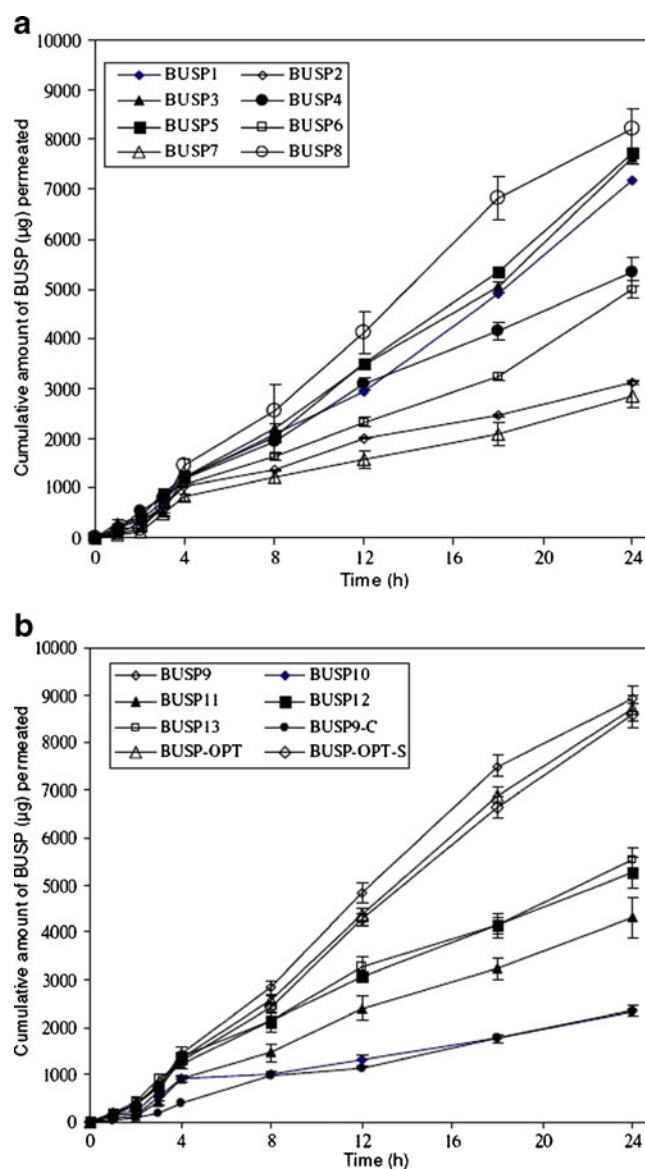 a
10000
9000
8000
7000
6000
5000
4000
3000
2000
1000
0
Cumulative amount of BUSP (µg) permeated
BUSP1 BUSP2
BUSP3 BUSP4
BUSP5 BUSP6
BUSP7 BUSP8
0 4 8 12 16 20 24
Time (h)
b
10000
9000
8000
7000
6000
5000
4000
3000
2000
1000
0
Cumulative amount of BUSP (µg) permeated
BUSP9 BUSP10
BUSP11 BUSP12
BUSP13 BUSP9-C
BUSP-OPT BUSP-OPT-S
0 4 8 12 16 20 24
Time (h)